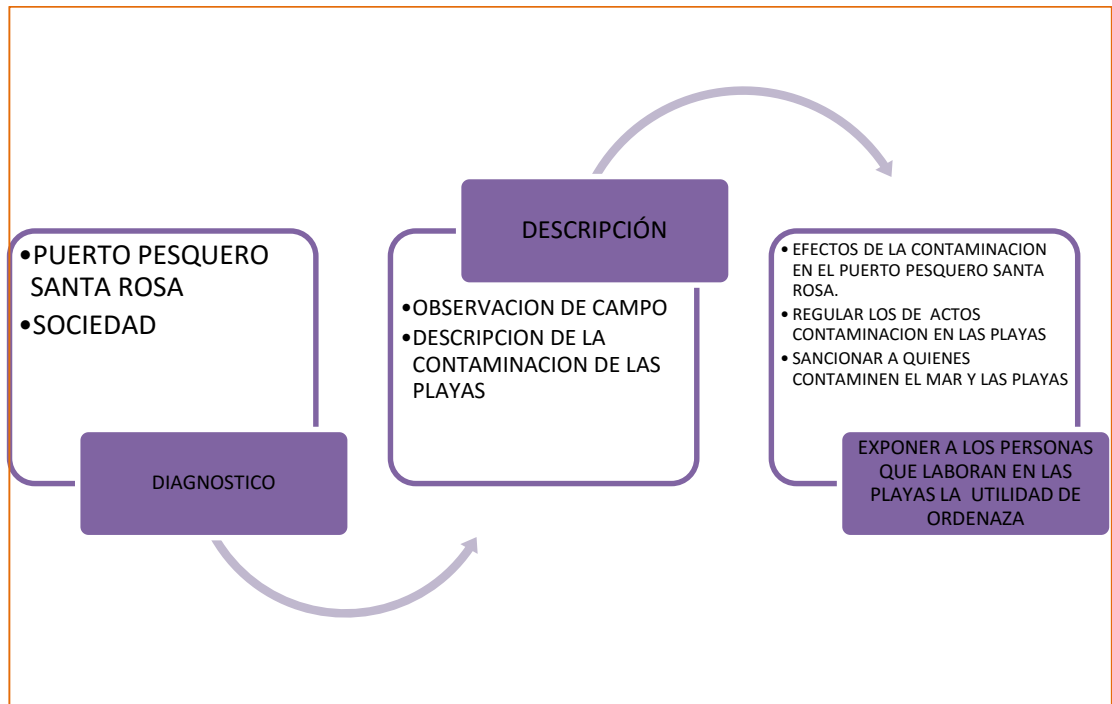 •PUERTO PESQUERO
SANTA ROSA
•SOCIEDAD
DIAGNOSTICO
DESCRIPCIÓN
•OBSERVACION DE CAMPO
•DESCRIPCION DE LA
CONTAMINACION DE LAS
PLAYAS
• EFECTOS DE LA CONTAMINACION
EN EL PUERTO PESQUERO SANTA
ROSA.
• REGULAR LOS DE ACTOS
CONTAMINACION EN LAS PLAYAS
• SANCIONAR A QUIENES
CONTAMINEN EL MAR Y LAS PLAYAS
EXPONER A LOS PERSONAS
QUE LABORAN EN LAS
PLAYAS LA UTILIDAD DE
ORDENAZA